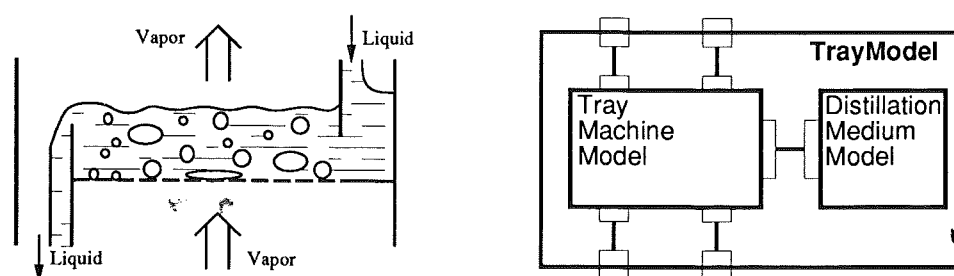 Vapor
Liquid
Liquid
Vapor
TrayModel
Tray
Machine
Model
Distillation
Medium
Model